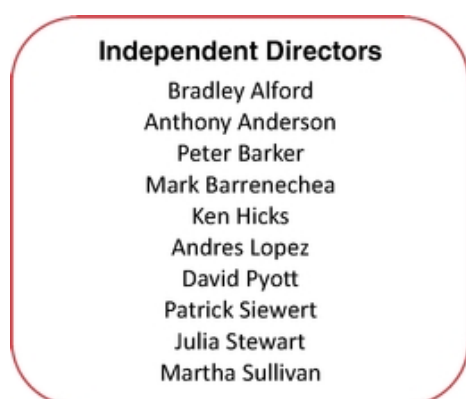 Independent Directors
Bradley Alford
Anthony Anderson
Peter Barker
Mark Barrenechea
Ken Hicks
Andres Lopez
David Pyott
Patrick Siewert
Julia Stewart
Martha Sullivan